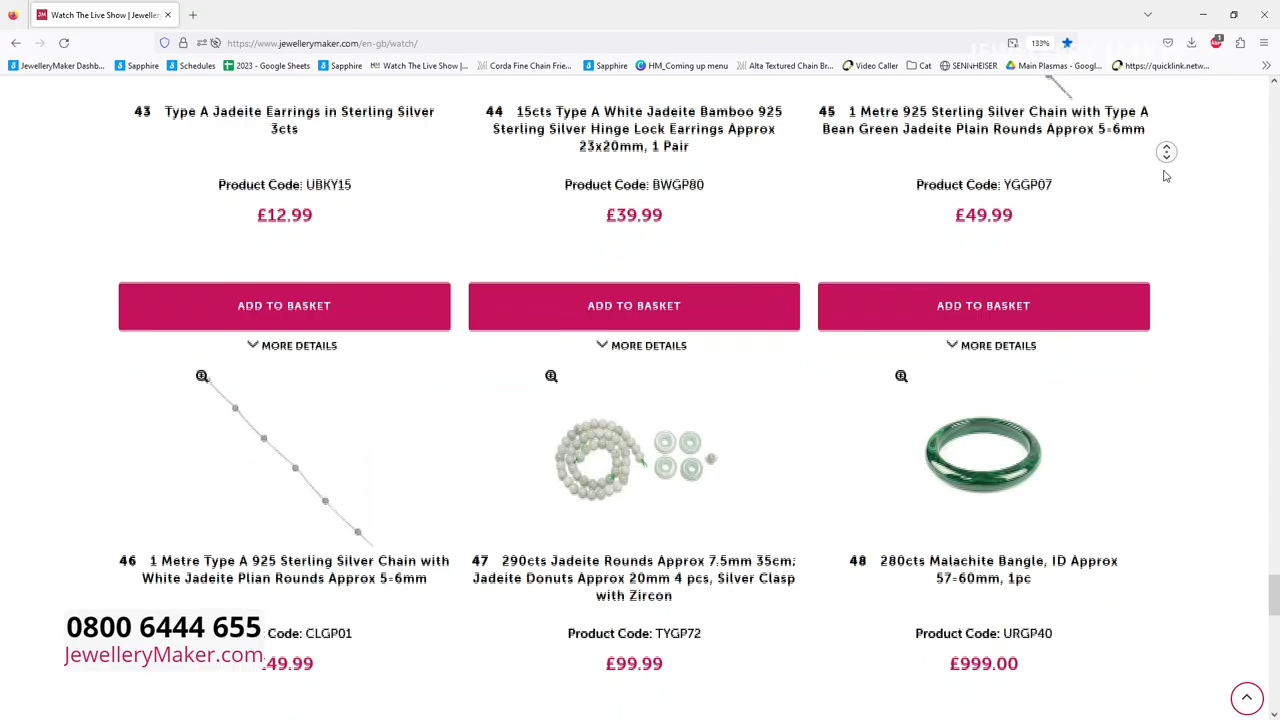 Watch The Live Show | Jeweller
https://www.jewellerymaker.com/en-gb/watch/
133%
1
JewelleryMaker Dashb...
Sapphire
Schedules
2023 - Google Sheets
Sapphire
Watch The Live Show |...
Corda Fine Chain Frie...
Sapphire
HM_Coming up menu
Alta Textured Chain Br...
Video Caller
Cat
SENNHEISER
Main Plasmas - Googl...
https://quicklink.netw...
43 Type A Jadeite Earrings in Sterling Silver
3cts
Product Code: UBKY15
£12.99
ADD TO BASKET
MORE DETAILS
44 15cts Type A White Jadeite Bamboo 925
Sterling Silver Hinge Lock Earrings Approx
23x20mm, 1 Pair
Product Code: BWGP80
£39.99
ADD TO BASKET
MORE DETAILS
45 1 Metre 925 Sterling Silver Chain with Type A
Bean Green Jadeite Plain Rounds Approx 5-6mm
Product Code: YGGP07
£49.99
ADD TO BASKET
MORE DETAILS
46 1 Metre Type A 925 Sterling Silver Chain with
White Jadeite Plian Rounds Approx 5-6mm
Code: CLGP01
49.99
47 290cts Jadeite Rounds Approx 7.5mm 35cm;
Jadeite Donuts Approx 20mm 4 pcs, Silver Clasp
with Zircon
Product Code: TYGP72
£99.99
48 280cts Malachite Bangle, ID Approx
57-60mm, 1pc
Product Code: URGP40
£999.00
0800 6444 655
JewelleryMaker.com